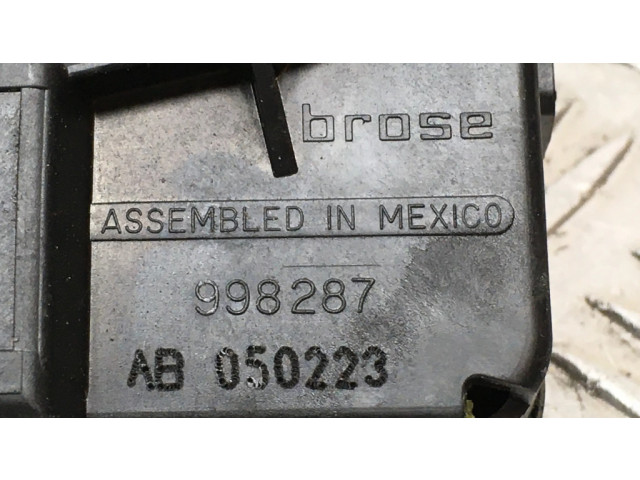 brose
ASSEMBLED IN MEXICO
998287
AB 050223